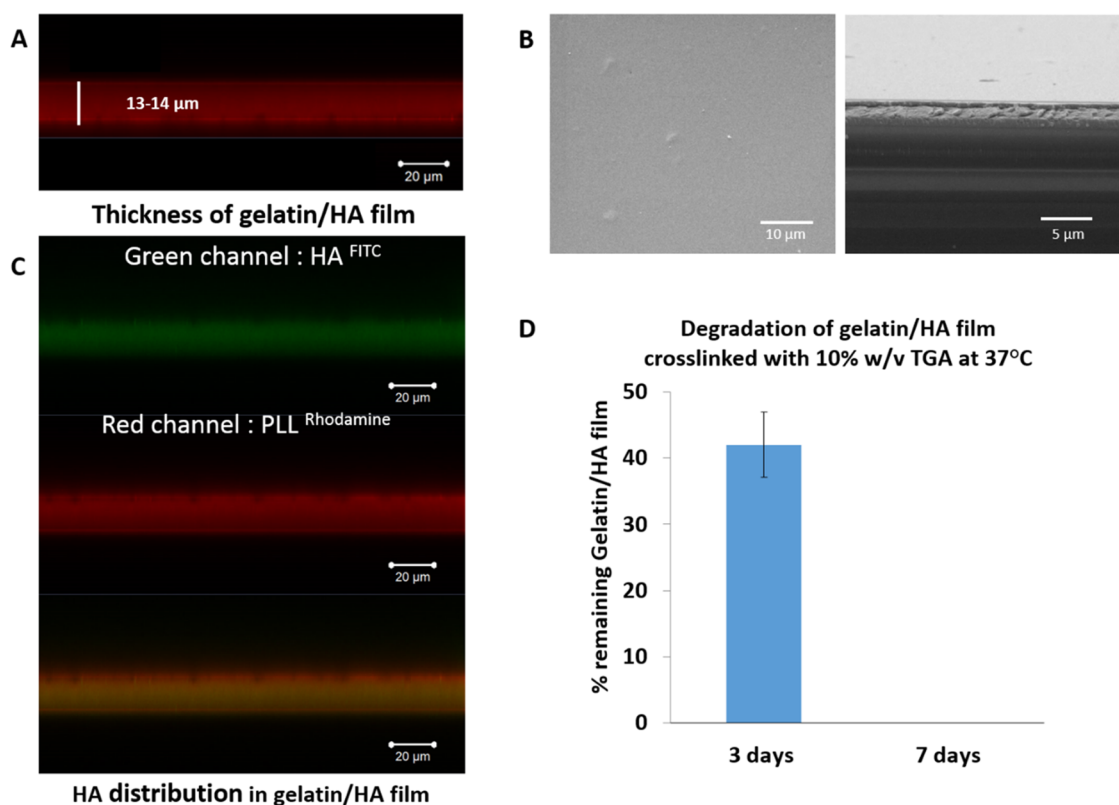 A
13-14 µm
20 µm
Thickness of gelatin/HA film
B
10 µm
5 µm
C
Green channel : HA FITC
20 µm
Red channel : PLL Rhodamine
20 µm
20 µm
HA distribution in gelatin/HA film
D
Degradation of gelatin/HA film
crosslinked with 10% w/v TGA at 37°C
% remaining Gelatin/HA film
50
40
30
20
10
0
3 days
7 days